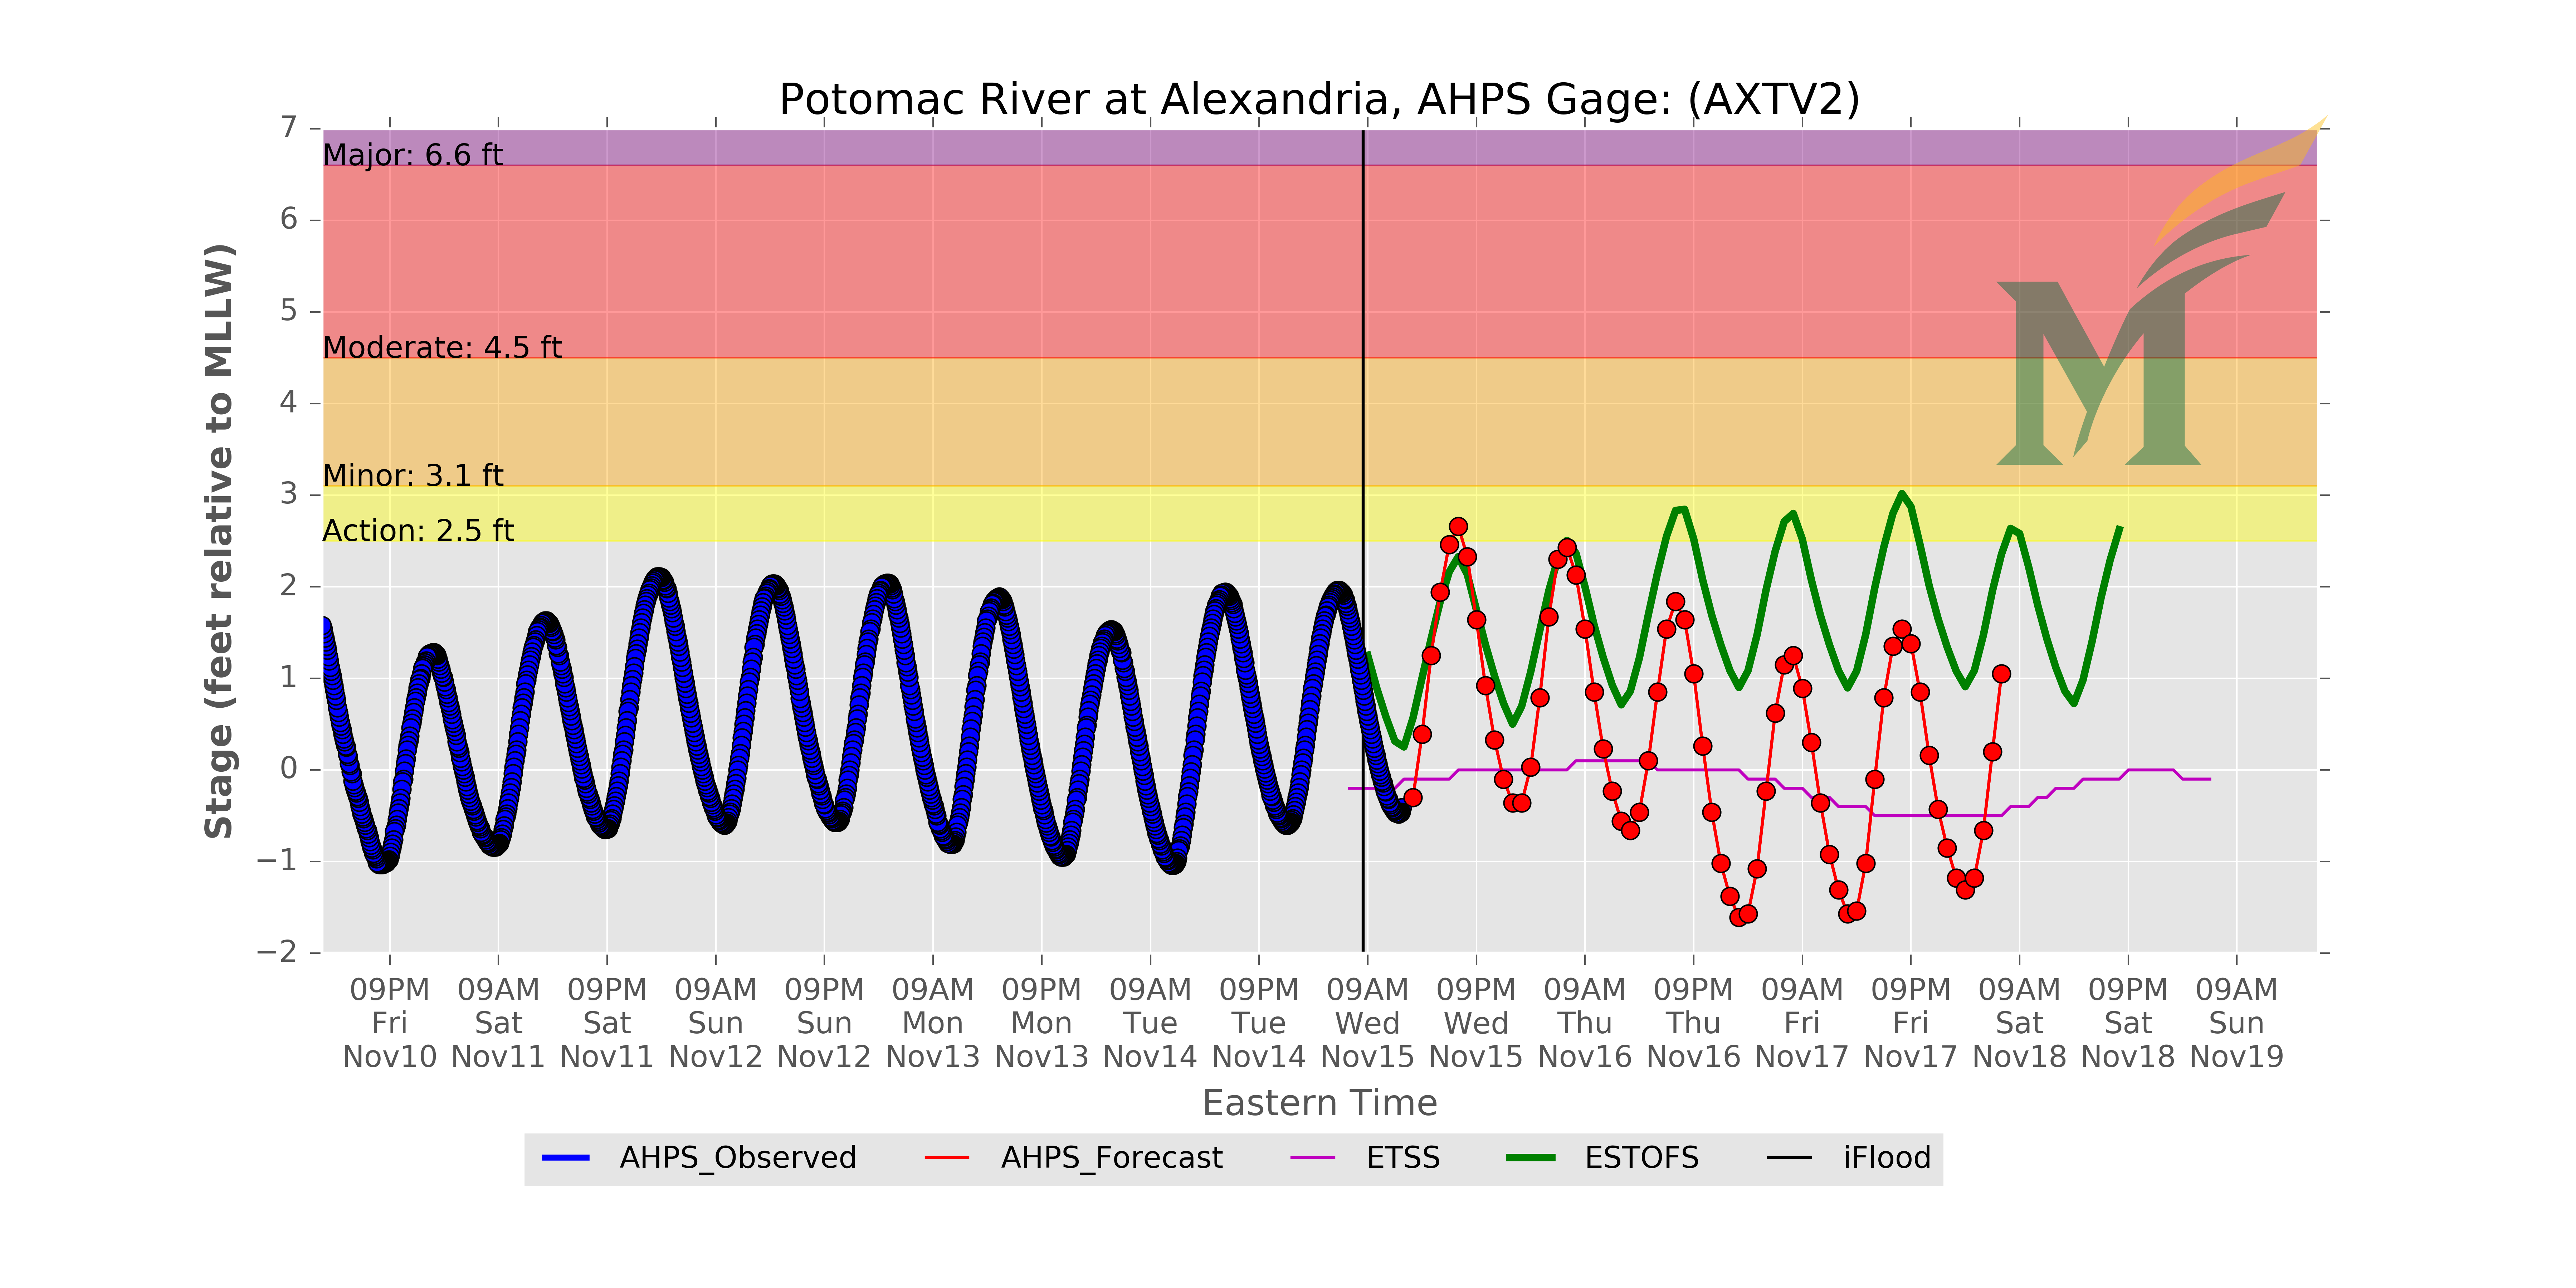 Potomac River at Alexandria, AHPS Gage: (AXTV2)
Stage (feet relative to MLLW)
7
6
5
4
3
2
1
0
−1
−2
Major: 6.6 ft
Moderate: 4.5 ft
Minor: 3.1 ft
Action: 2.5 ft
M
09PM 09AM 09PM 09AM 09PM 09AM 09PM 09AM 09PM 09AM 09PM 09AM 09PM 09AM 09PM 09AM 09PM 09AM
Fri Sat Sat Sun Sun Mon Mon Tue Tue Wed Wed Thu Thu Fri Fri Sat Sat Sun
Nov10 Nov11 Nov11 Nov12 Nov12 Nov13 Nov13 Nov14 Nov14 Nov15 Nov15 Nov16 Nov16 Nov17 Nov17 Nov18 Nov18 Nov19
Eastern Time
AHPS_Observed AHPS_Forecast ETSS ESTOFS iFlood